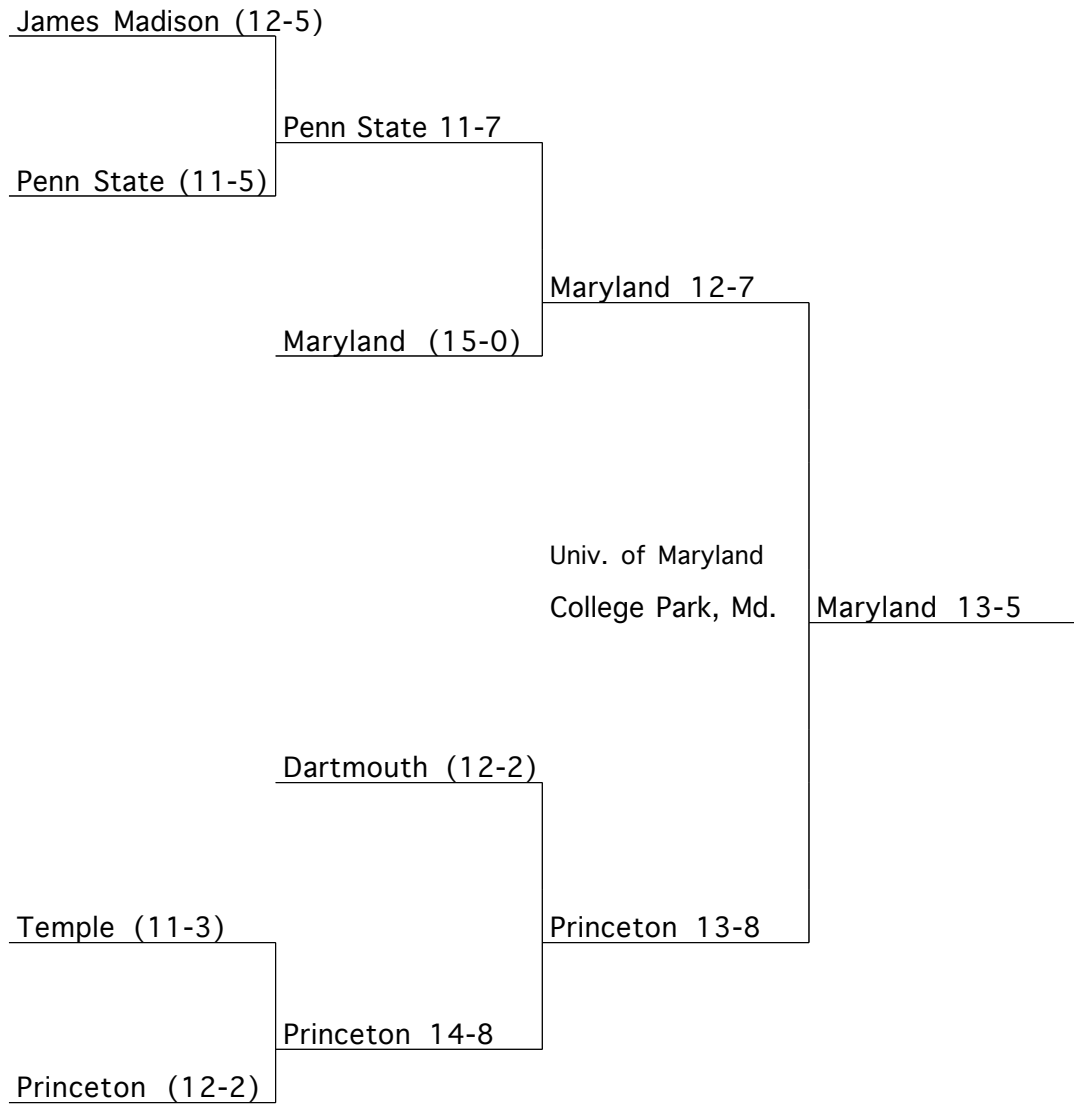 James Madison (12-5)
Penn State 11-7
Penn State (11-5)
Maryland 12-7
Maryland (15-0)
Univ. of Maryland
College Park, Md.
Maryland 13-5
Dartmouth (12-2)
Temple (11-3)
Princeton 13-8
Princeton 14-8
Princeton (12-2)